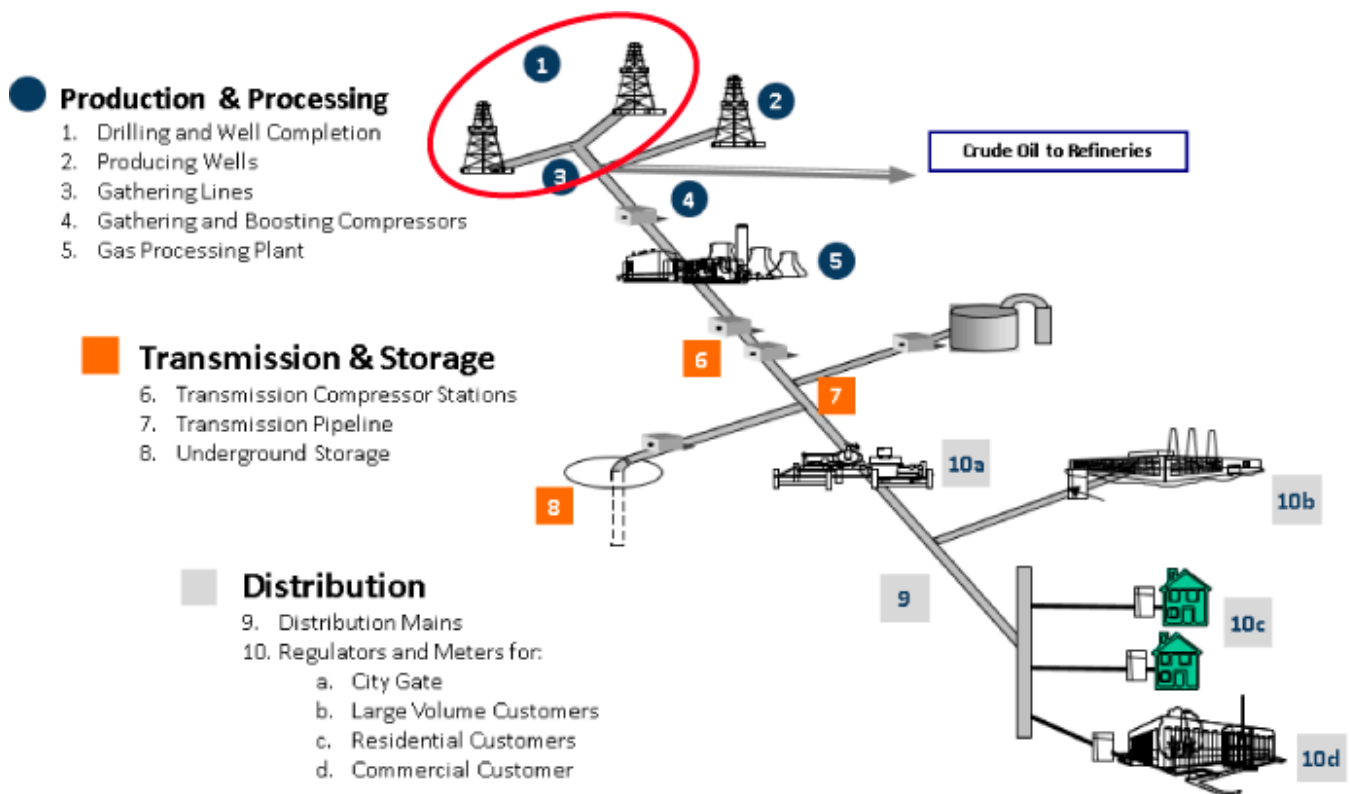 Production & Processing
1. Drilling and Well Completion
2. Producing Wells
3. Gathering Lines
4. Gathering and Boosting Compressors
5. Gas Processing Plant
Transmission & Storage
6. Transmission Compressor Stations
7. Transmission Pipeline
8. Underground Storage
Distribution
9. Distribution Mains
10. Regulators and Meters for:
a. City Gate
b. Large Volume Customers
c. Residential Customers
d. Commercial Customer
1
2
Crude Oil to Refineries
3
4
5
6
7
8
10a
10b
9
10c
10d